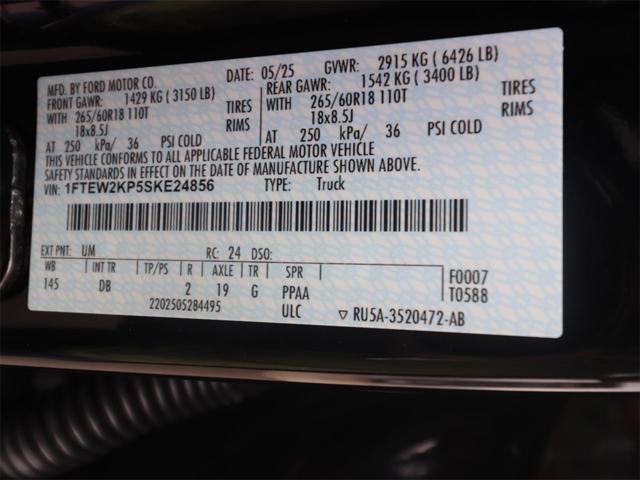 MFD. BY FORD MOTOR CO.
DATE: 05/25 GVWR: 2915 KG ( 6426 LB)
FRONT GAWR: 1429 KG ( 3150 LB) REAR GAWR: 1542 KG ( 3400 LB)
WITH 265/60R18 110T TIRES WITH 265/60R18 110T TIRES
18x8.5J RIMS 18x8.5J RIMS
AT 250 kPa/ 36 PSI COLD AT 250 kPa/ 36 PSI COLD
THIS VEHICLE CONFORMS TO ALL APPLICABLE FEDERAL MOTOR VEHICLE
SAFETY STANDARDS IN EFFECT ON THE DATE OF MANUFACTURE SHOWN ABOVE.
VIN: 1FTEW2KP5SKE24856 TYPE: Truck
EXT PNT: UM RC: 24 DSO:
WB INT TR TP/PS R AXLE TR SPR F0007
145 DB 2 19 G PPAA T0588
2202505284495 ULC ▽ RU5A-3520472-AB